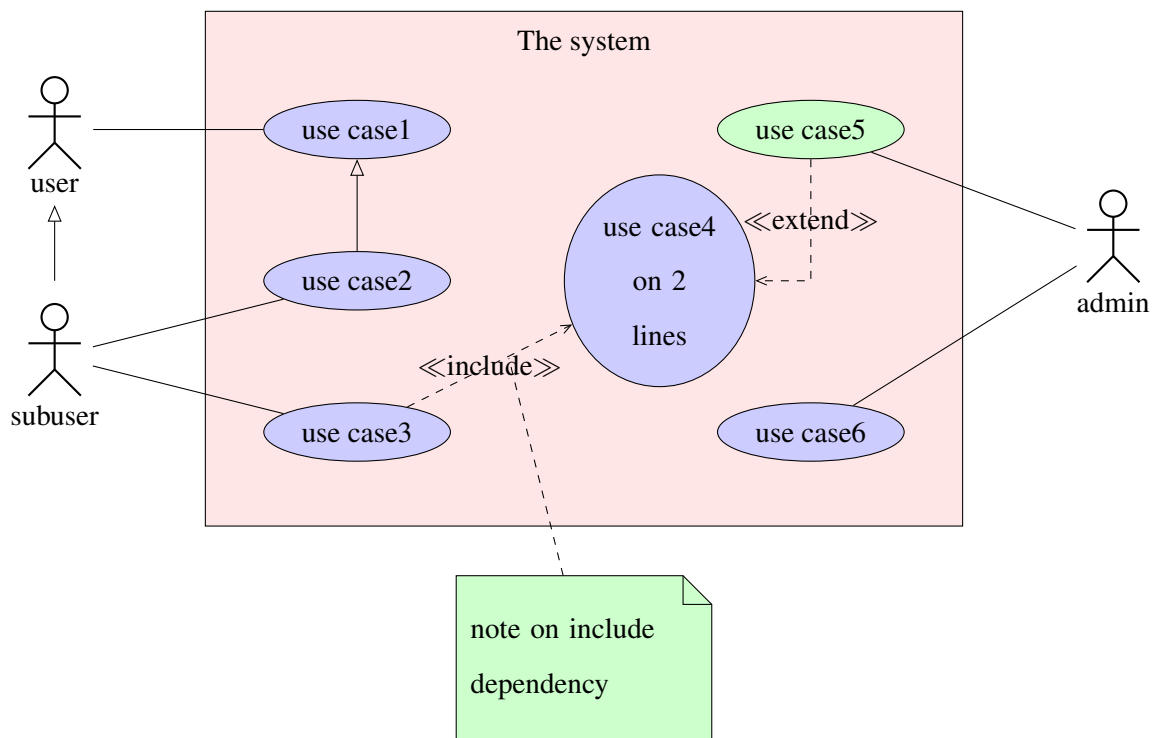 The system
use case1
use case5
user
use case4
on 2
lines
≪extend≫
use case2
admin
≪include≫
subuser
use case3
use case6
note on include
dependency